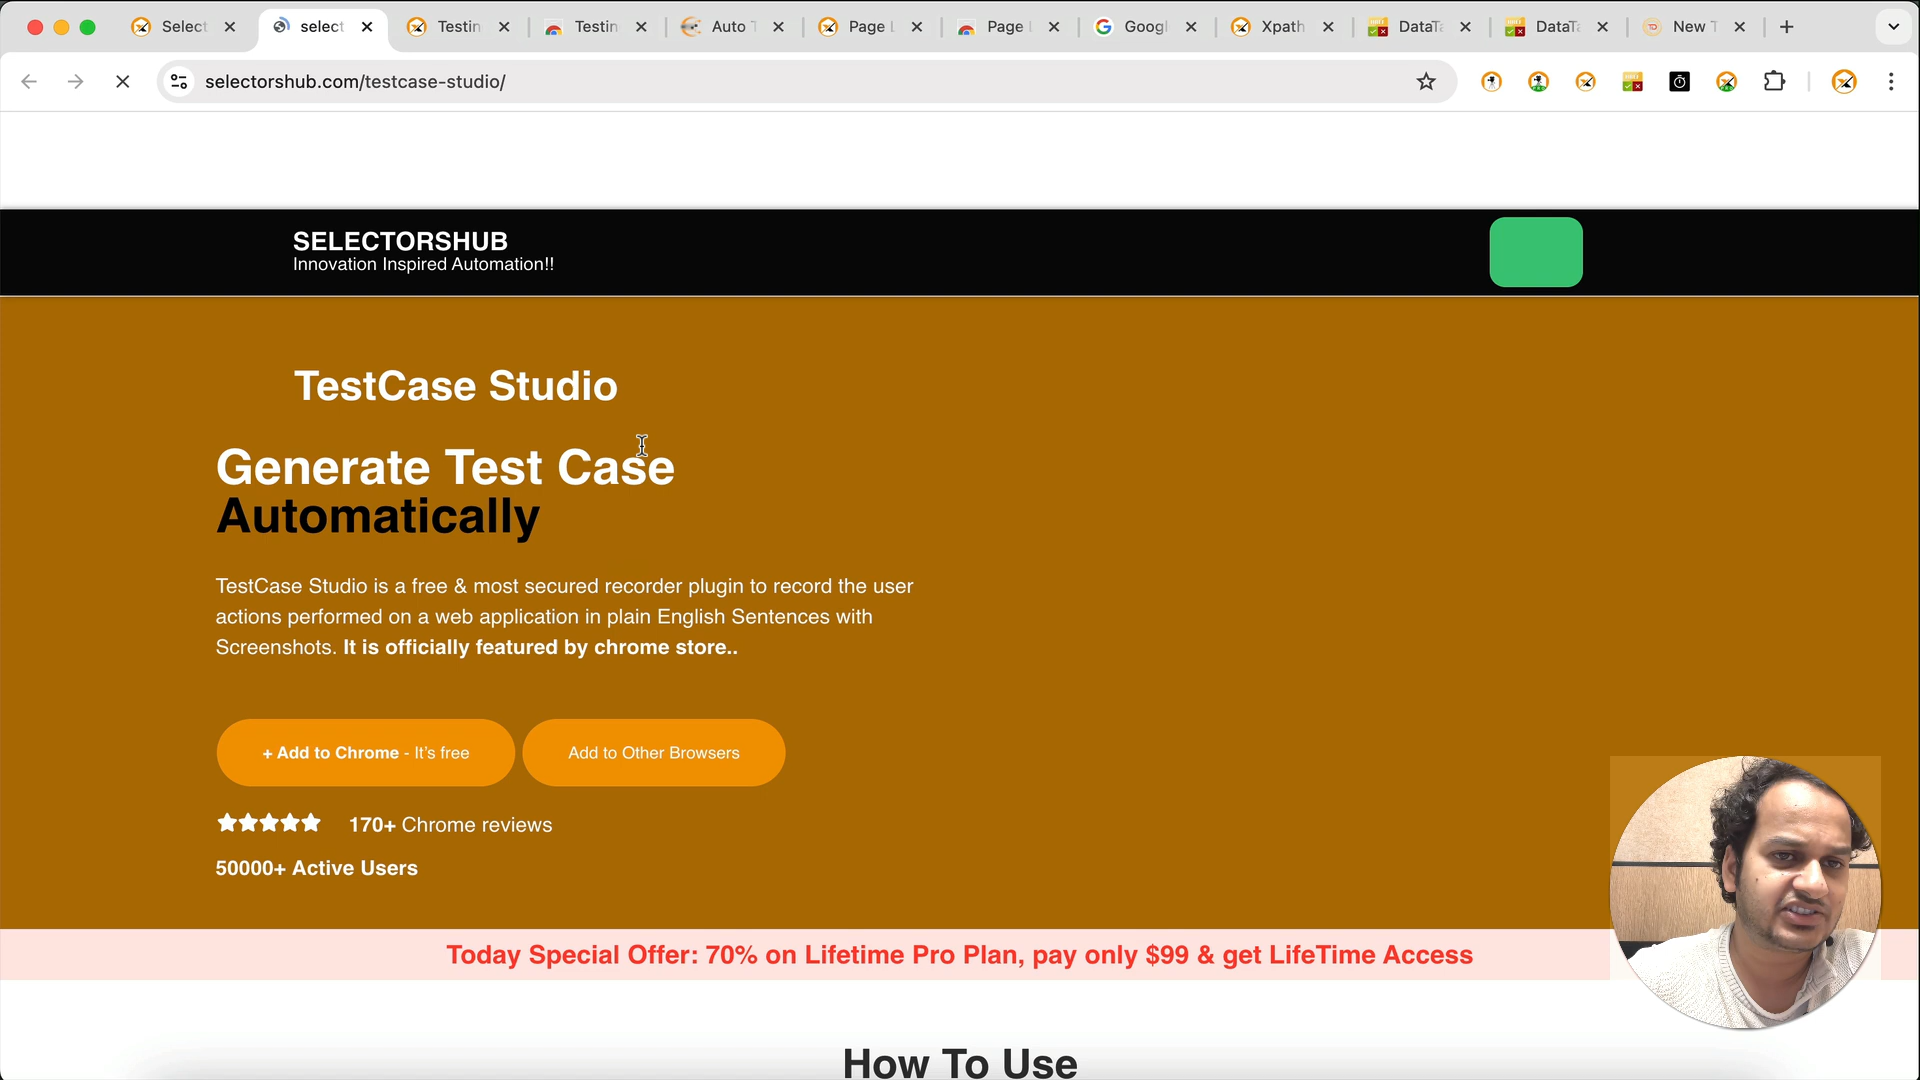 Select
select
Testin
Testin
Auto T
Page L
Page L
Googl
Xpath
DataTa
DataTa
New T
selectorshub.com/testcase-studio/
SELECTORSHUB
Innovation Inspired Automation!!
TestCase Studio
Generate Test Case
Automatically
TestCase Studio is a free & most secured recorder plugin to record the user
actions performed on a web application in plain English Sentences with
Screenshots. It is officially featured by chrome store..
+ Add to Chrome - It's free
Add to Other Browsers
170+ Chrome reviews
50000+ Active Users
Today Special Offer: 70% on Lifetime Pro Plan, pay only $99 & get LifeTime Access
How To Use